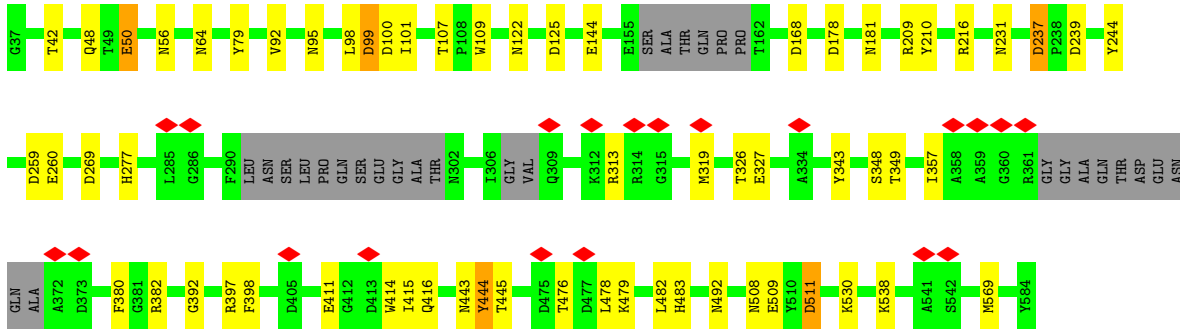 G37 T42 Q48 T49 E50 N56 N64 Y79 V92 N95 L98 D99 D100 I101 T107 P108 W109 N122 D125 E144 E155 SER ALA THR GLN PRO PRO T162 D168 D178 N181 R209 Y210 R216 N231 D237 P238 D239 Y244
D259 E260 D269 H277 L285 G286 F290 LEU ASN SER LEU PRO GLN SER GLU GLY ALA THR N302 I306 GLY VAL Q309 K312 R313 R314 G315 M319 T326 E327 A334 Y343 S348 T349 I357 A358 A359 G360 R361 GLY GLY ALA GLN THR ASP GLU ASN
GLN ALA A372 D373 F380 G381 R382 G392 R397 F398 D405 E411 G412 D413 W414 I415 Q416 N443 Y444 T445 D475 T476 D477 L478 K479 L482 H483 N492 N508 E509 Y510 D511 K530 K538 A541 S542 M569 Y584